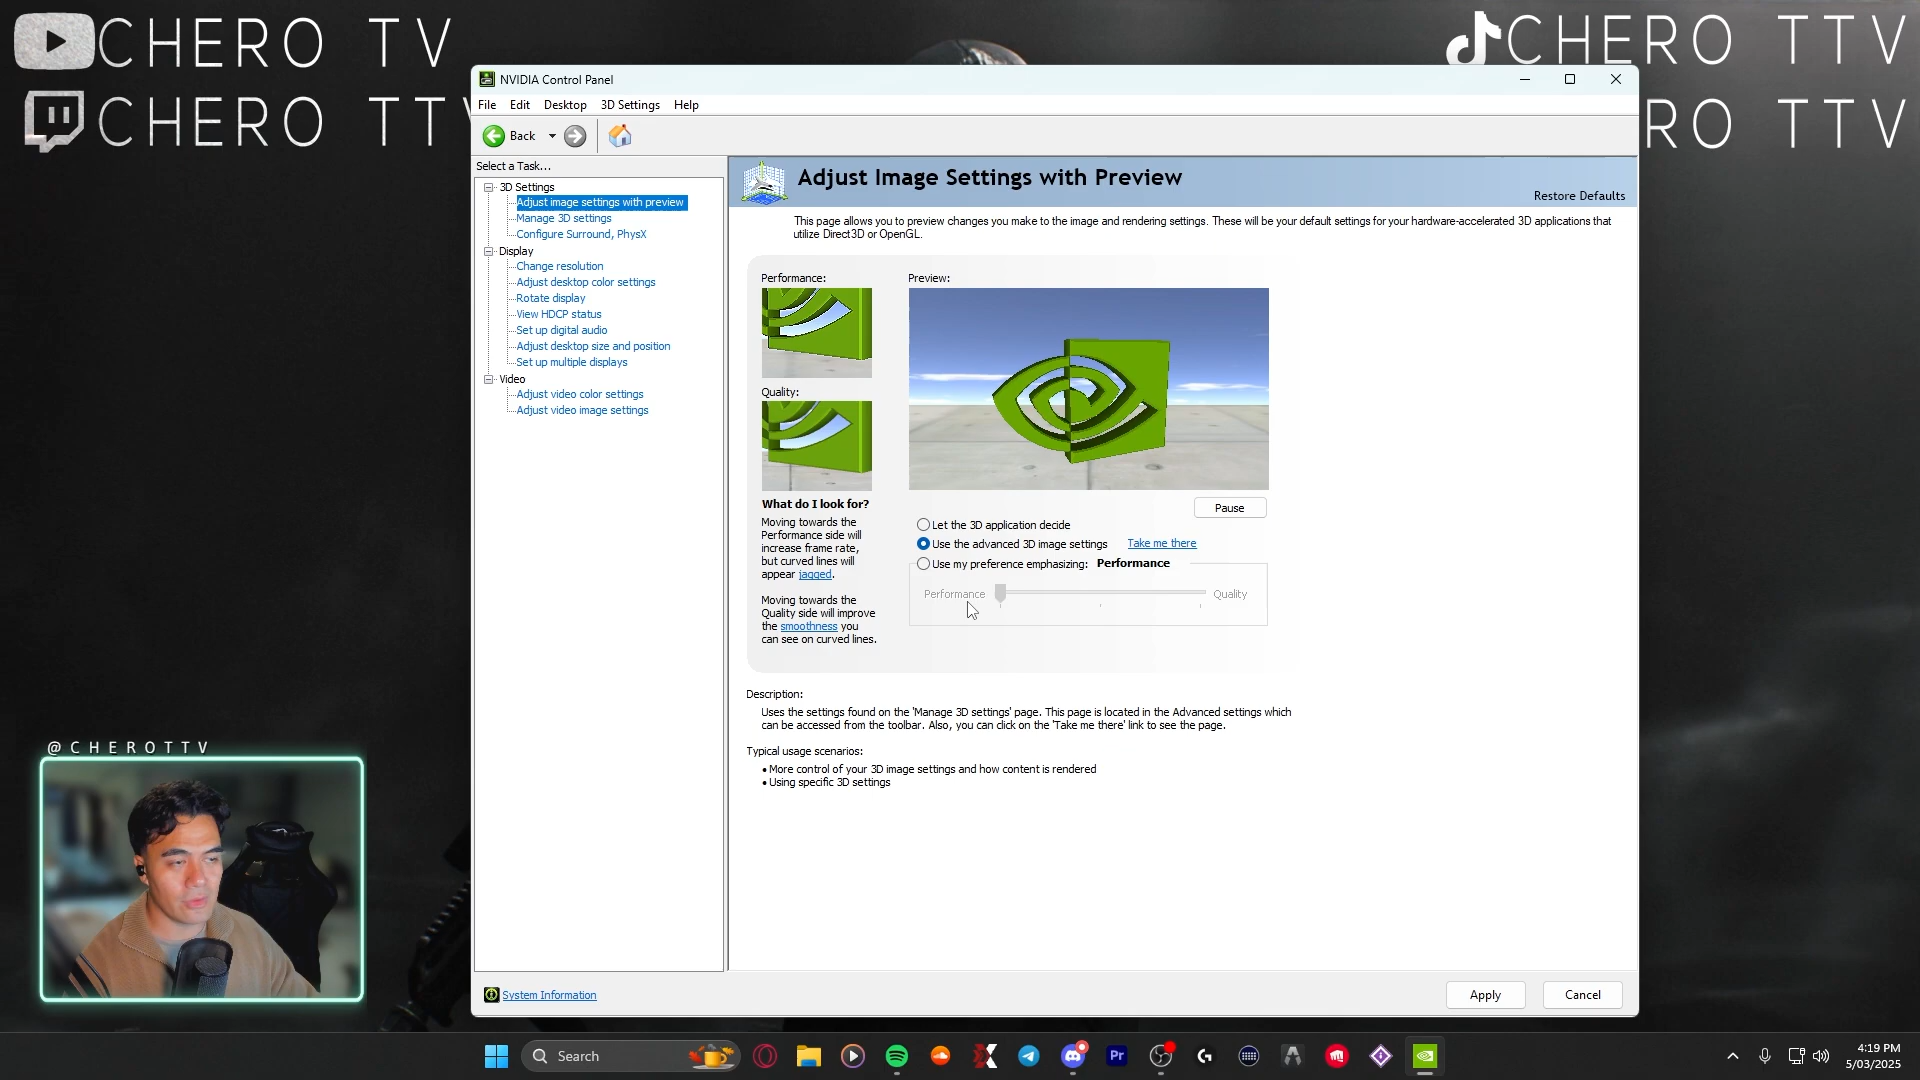 CHERO TV
CHERO TTV
CHERO TT
RO TTV
NVIDIA Control Panel
File Edit Desktop 3D Settings Help
Back
Select a Task...
3D Settings
Adjust image settings with preview
Manage 3D settings
Configure Surround, PhysX
Display
Change resolution
Adjust desktop color settings
Rotate display
View HDCP status
Set up digital audio
Adjust desktop size and position
Set up multiple displays
Video
Adjust video color settings
Adjust video image settings
Adjust Image Settings with Preview
Restore Defaults
This page allows you to preview changes you make to the image and rendering settings. These will be your default settings for your hardware-accelerated 3D applications that
utilize Direct3D or OpenGL.
Performance:
Preview:
Quality:
What do I look for?
Moving towards the
Performance side will
increase frame rate,
but curved lines will
appear jagged.
Moving towards the
Quality side will improve
the smoothness you
can see on curved lines.
Pause
Let the 3D application decide
Use the advanced 3D image settings Take me there
Use my preference emphasizing: Performance
Performance Quality
Description:
Uses the settings found on the 'Manage 3D settings' page. This page is located in the Advanced settings which
can be accessed from the toolbar. Also, you can click on the 'Take me there' link to see the page.
Typical usage scenarios:
• More control of your 3D image settings and how content is rendered
• Using specific 3D settings
@CHEROTTV
System Information
Apply Cancel
Search
Pr
4:19 PM
5/03/2025